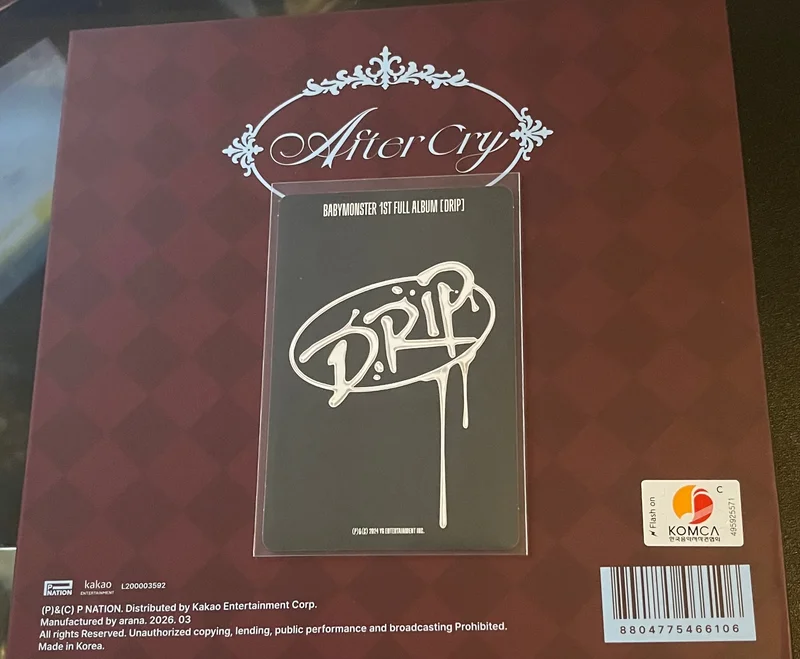 After Cry
BABYMONSTER 1ST FULL ALBUM [DRIP]
DRIP
(P)&(C) 2024 YG ENTERTAINMENT INC.
Flash on
C
KOMCA
한국음악저작권협회
495925571
P NATION
kakao
ENTERTAINMENT
L200003592
(P)&(C) P NATION. Distributed by Kakao Entertainment Corp.
Manufactured by arana. 2026. 03
All rights Reserved. Unauthorized copying, lending, public performance and broadcasting Prohibited.
Made in Korea.
8804775466106